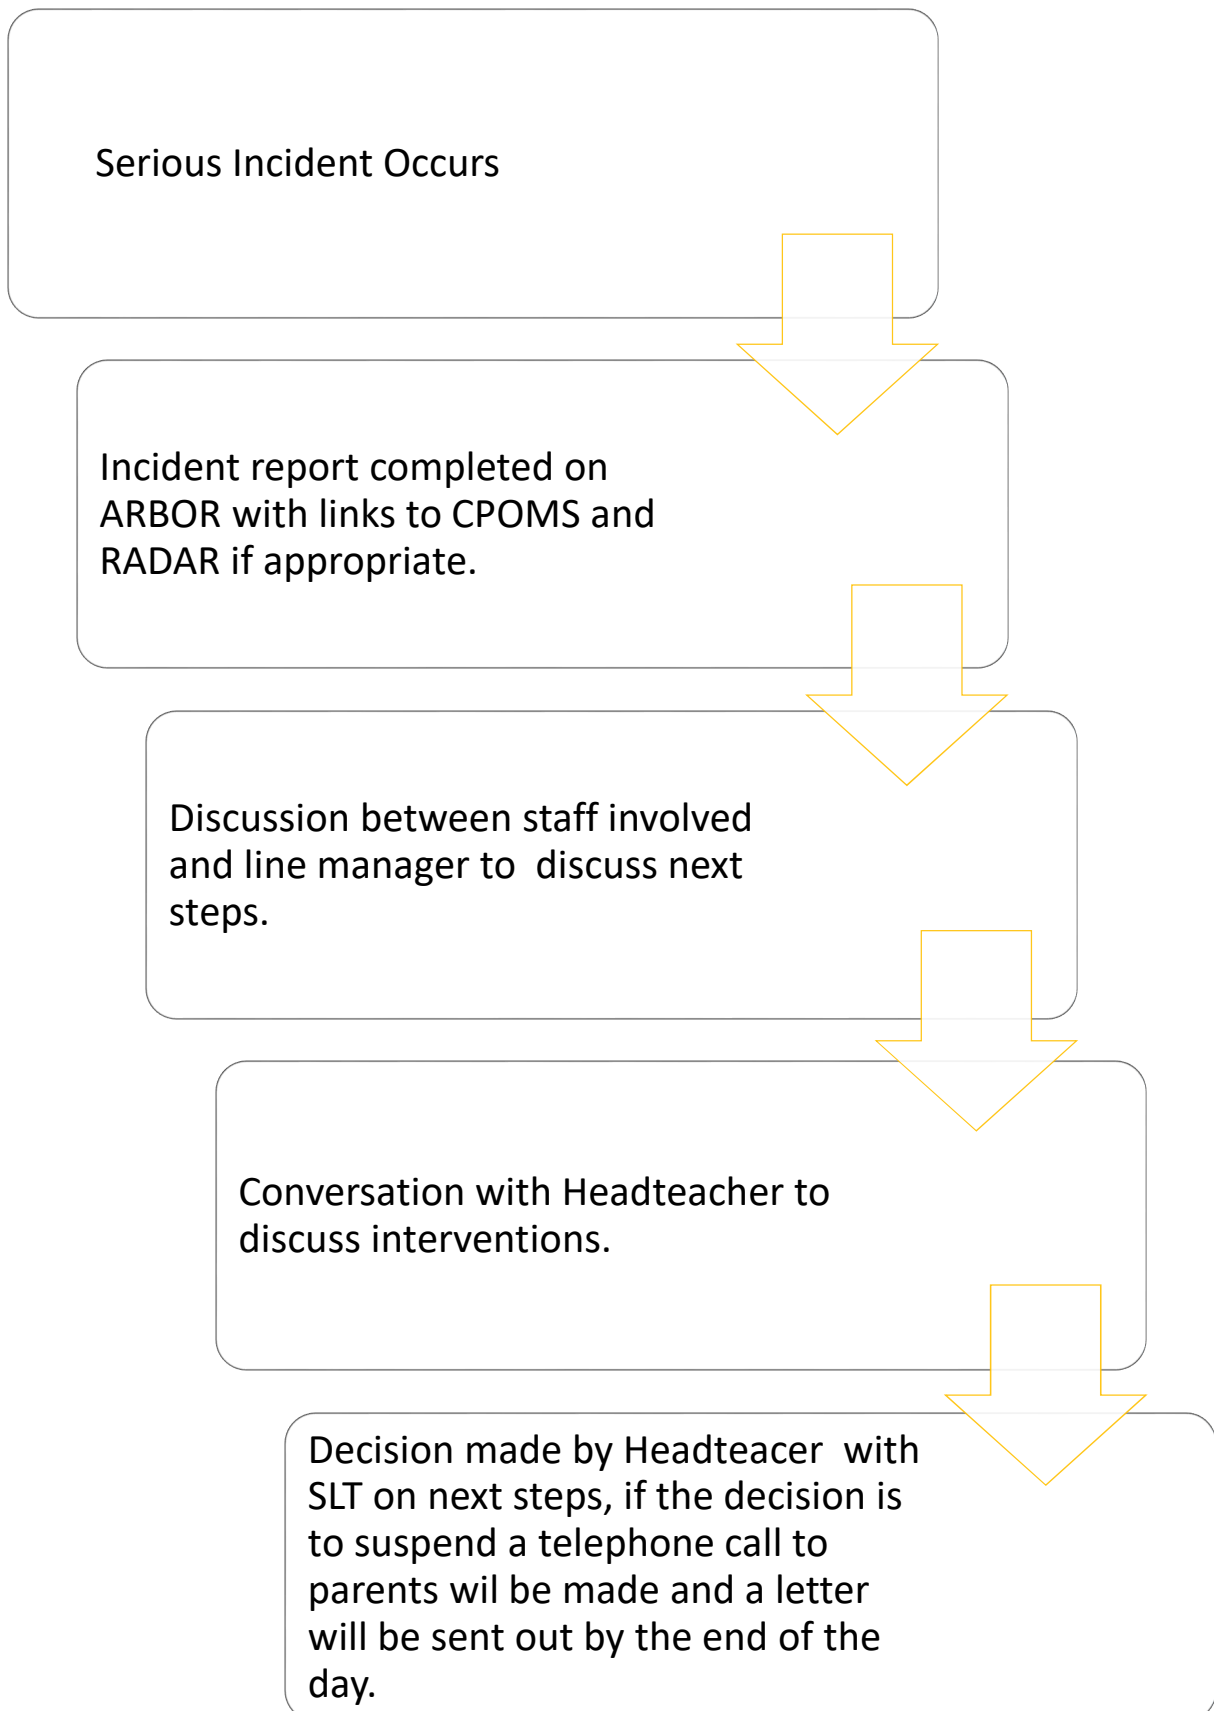 Serious Incident Occurs
Incident report completed on
ARBOR with links to CPOMS and
RADAR if appropriate.
Discussion between staff involved
and line manager to  discuss next
steps.
Conversation with Headteacher to
discuss interventions.
Decision made by Headteacer  with
SLT on next steps, if the decision is
to suspend a telephone call to
parents wil be made and a letter
will be sent out by the end of the
day.